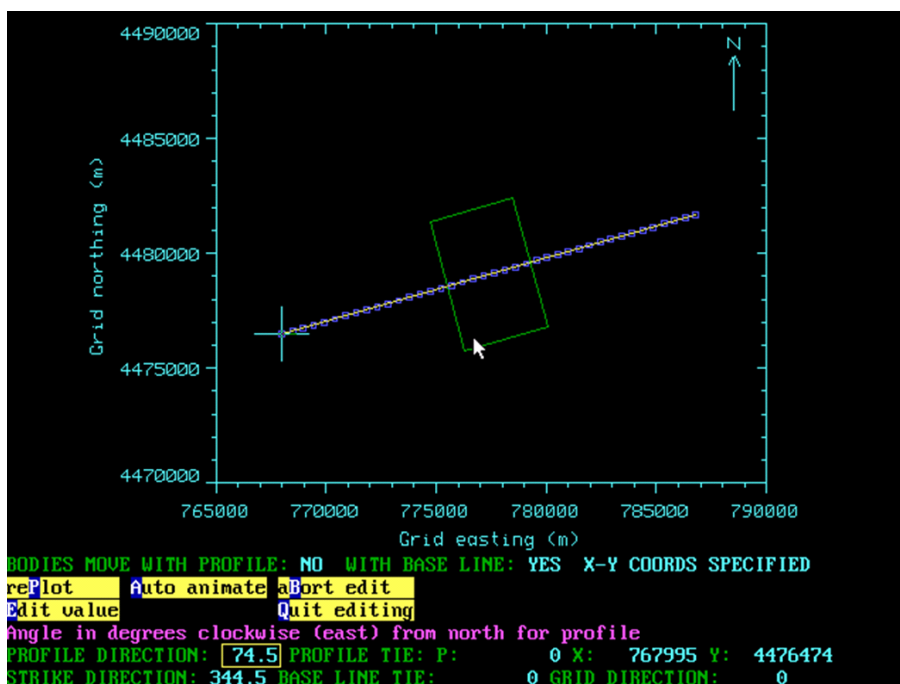 4490000
N
4485000
Grid northing (m)
4480000
4475000
4470000
765000 770000 775000 780000 785000 790000
Grid easting (m)
BODIES MOVE WITH PROFILE: NO WITH BASE LINE: YES X-Y COORDS SPECIFIED
rePlot Auto animate aBort edit
Edit value Quit editing
Angle in degrees clockwise (east) from north for profile
PROFILE DIRECTION: 74.5 PROFILE TIE: P: 0 X: 767995 Y: 4476474
STRIKE DIRECTION: 344.5 BASE LINE TIE: 0 GRID DIRECTION: 0